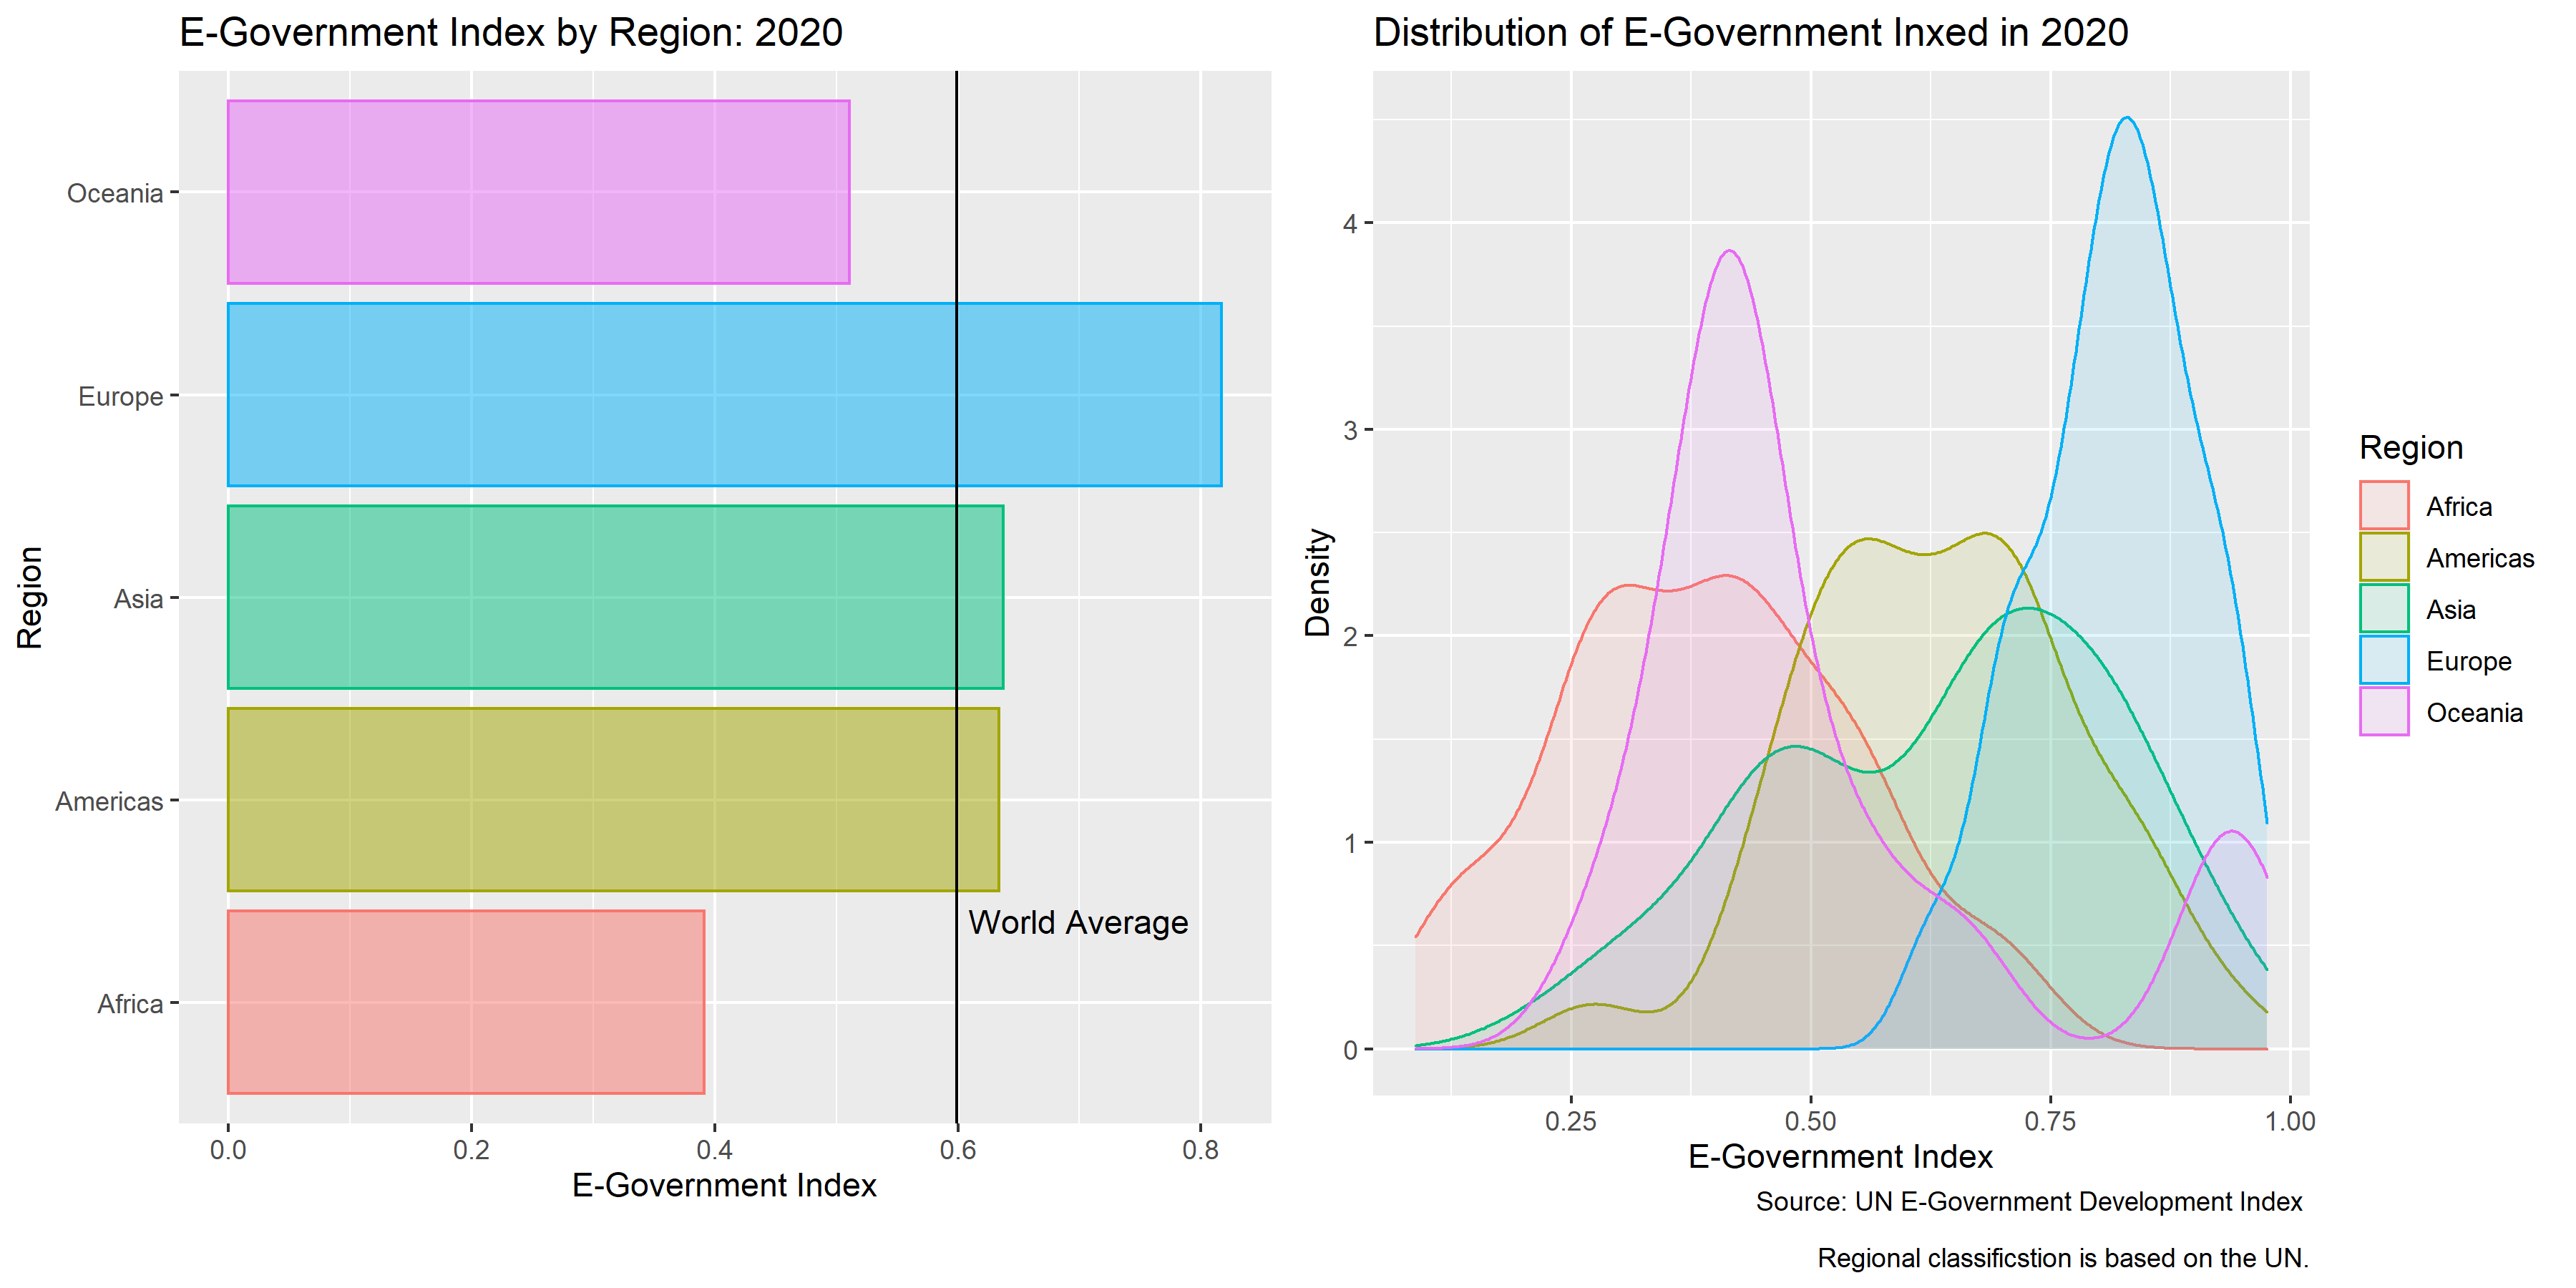 E-Government Index by Region: 2020
Region
Oceania
Europe
Asia
Americas
Africa
World Average
0.0 0.2 0.4 0.6 0.8
E-Government Index
Distribution of E-Government Inxed in 2020
Density
4
3
2
1
0
0.25 0.50 0.75 1.00
E-Government Index
Source: UN E-Government Development Index
Regional classificstion is based on the UN.
Region
Africa
Americas
Asia
Europe
Oceania